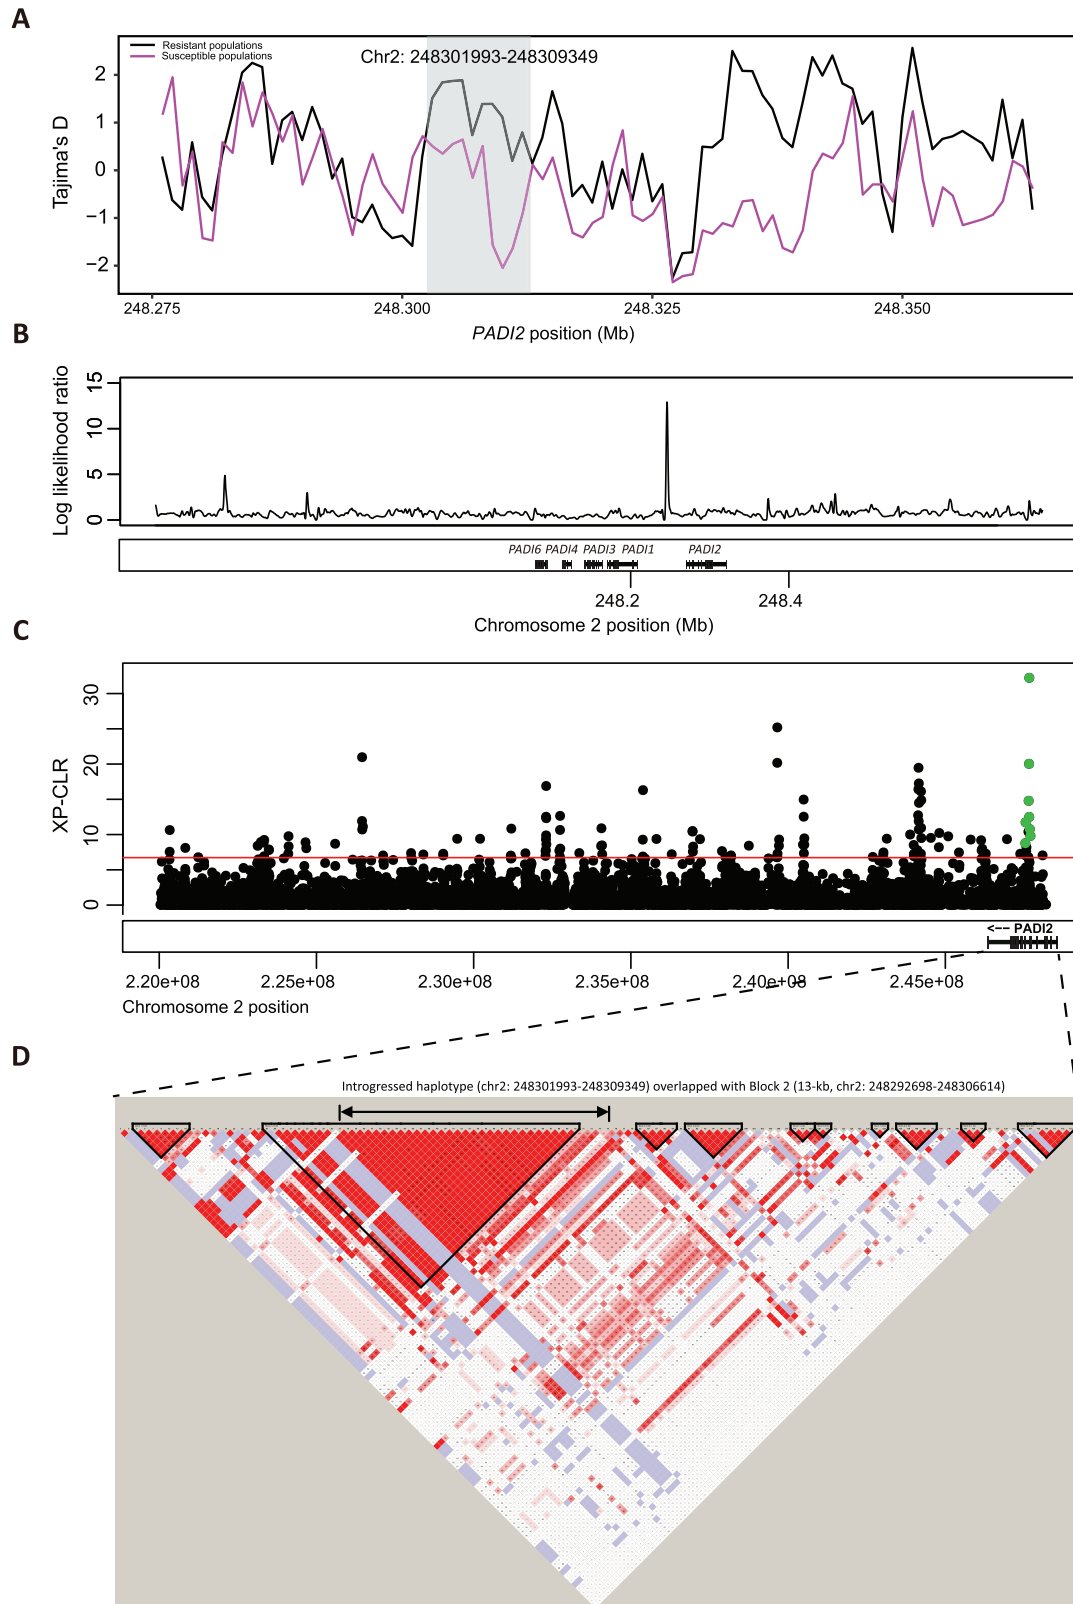 A
Resistant populations
Susceptible populations
Chr2: 248301993-248309349
Tajima's D
2
1
0
−1
−2
248.275
248.300
248.325
248.350
PADI2 position (Mb)
B
Log likelihood ratio
15
10
5
0
PADI6 PADI4 PADI3 PADI1 PADI2
248.2
248.4
Chromosome 2 position (Mb)
C
XP-CLR
30
20
10
0
<-- PADI2
2.20e+08
2.25e+08
2.30e+08
2.35e+08
2.40e+08
2.45e+08
Chromosome 2 position
D
Introgressed haplotype (chr2: 248301993-248309349) overlapped with Block 2 (13-kb, chr2: 248292698-248306614)